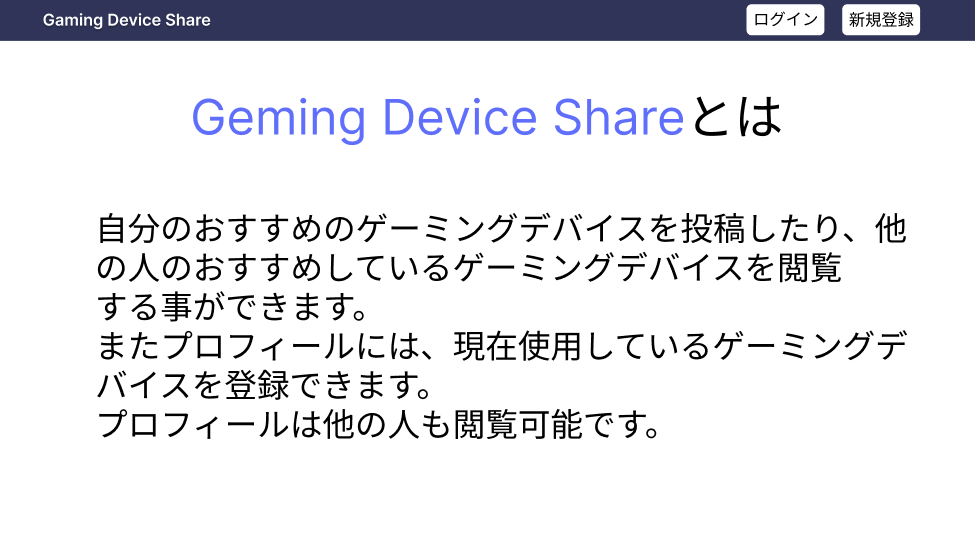 Gaming Device Share
ログイン
新規登録
Geming Device Shareとは
自分のおすすめのゲーミングデバイスを投稿したり、他
の人のおすすめしているゲーミングデバイスを閲覧
する事ができます。
またプロフィールには、現在使用しているゲーミングデ
バイスを登録できます。
プロフィールは他の人も閲覧可能です。